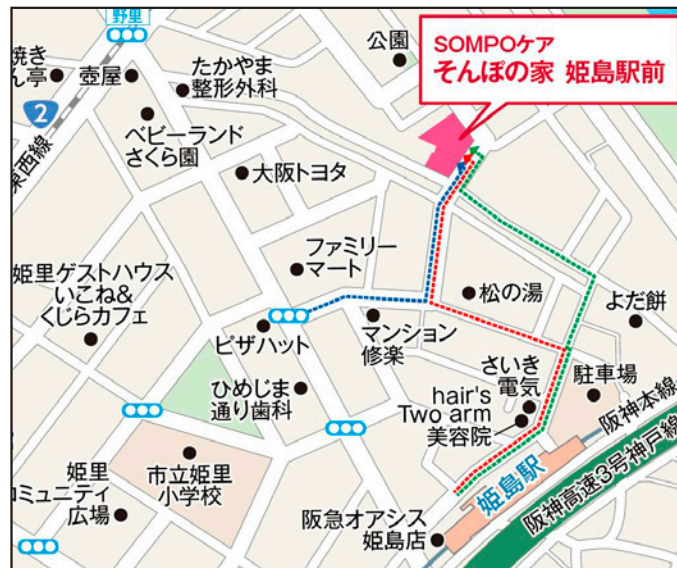 野里
公園
SOMPOケア
そんぽの家 姫島駅前
焼き
ん亭
壺屋
たかやま
整形外科
2
ベビーランド
さくら園
東西線
大阪トヨタ
ファミリー
マート
姫里ゲストハウス
いこね&
くじらカフェ
松の湯
よだ餅
ピザハット
マンション
修楽
さいき
電気
駐車場
ひめじま
通り歯科
hair's
Two arm
美容院
阪神本線
市立姫里
小学校
姫里
コミュニティ
広場
姫島駅
阪神高速3号神戸線
阪急オアシス
姫島店